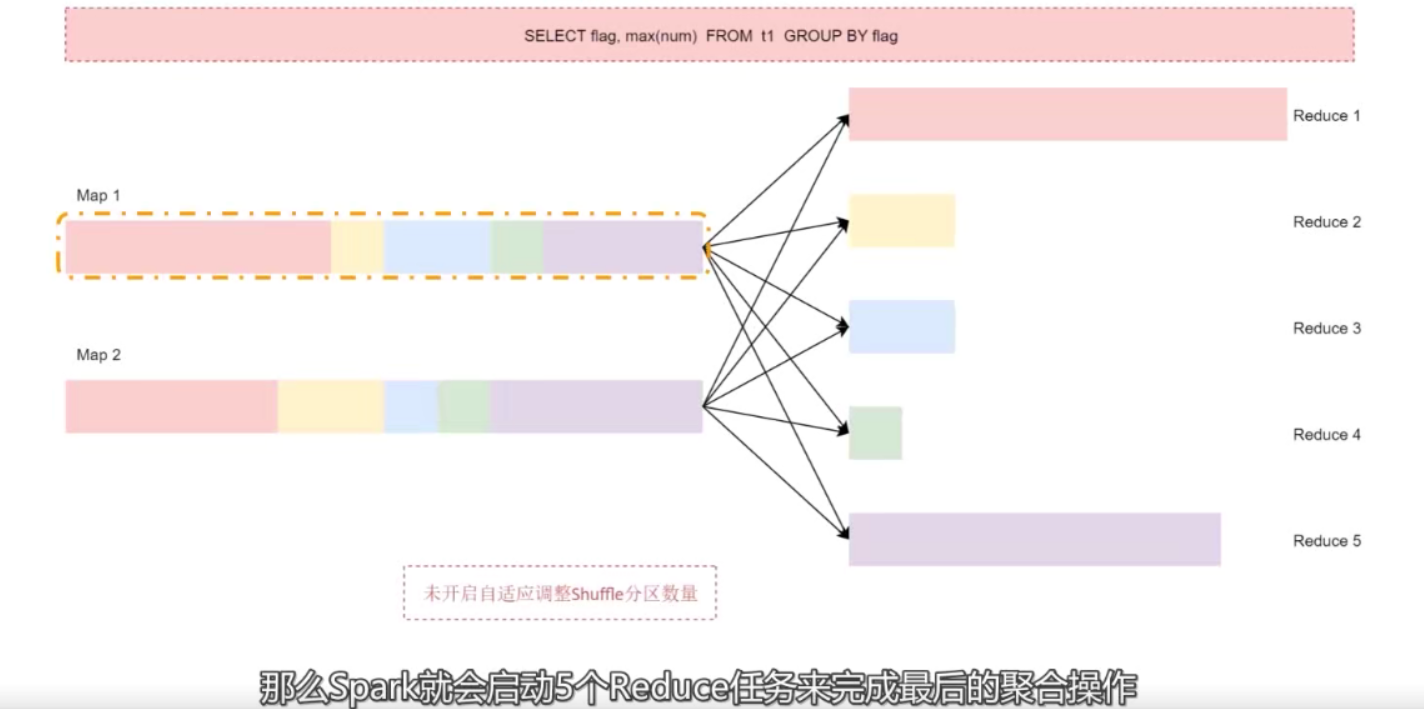 SELECT flag, max(num) FROM t1 GROUP BY flag
Reduce 1
Map 1
Reduce 2
Reduce 3
Map 2
Reduce 4
Reduce 5
未开启自适应调整Shuffle分区数量
那么Spark就会启动5个Reduce任务来完成最后的聚合操作